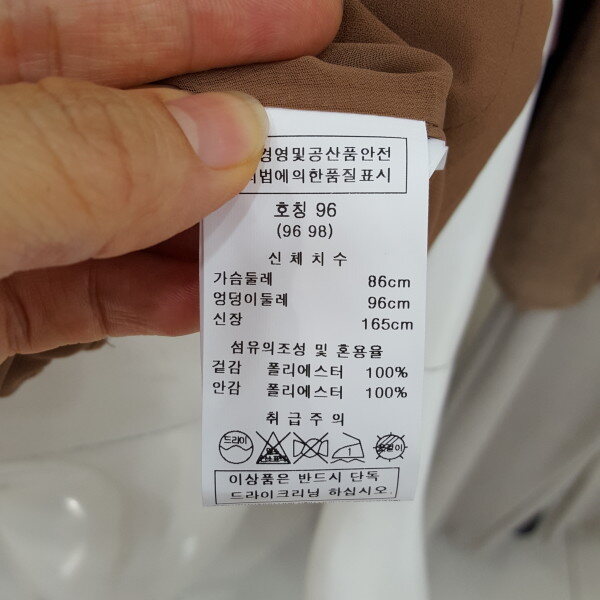 경영및공산품안전
법에의한품질표시
호칭 96
(96 98)
신체치수
가슴둘레 86cm
엉덩이둘레 96cm
신장 165cm
섬유의조성 및 혼용율
겉감 폴리에스터 100%
안감 폴리에스터 100%
취급주의
드라이
이상품은 반드시 단독
드라이크리닝 하십시오.